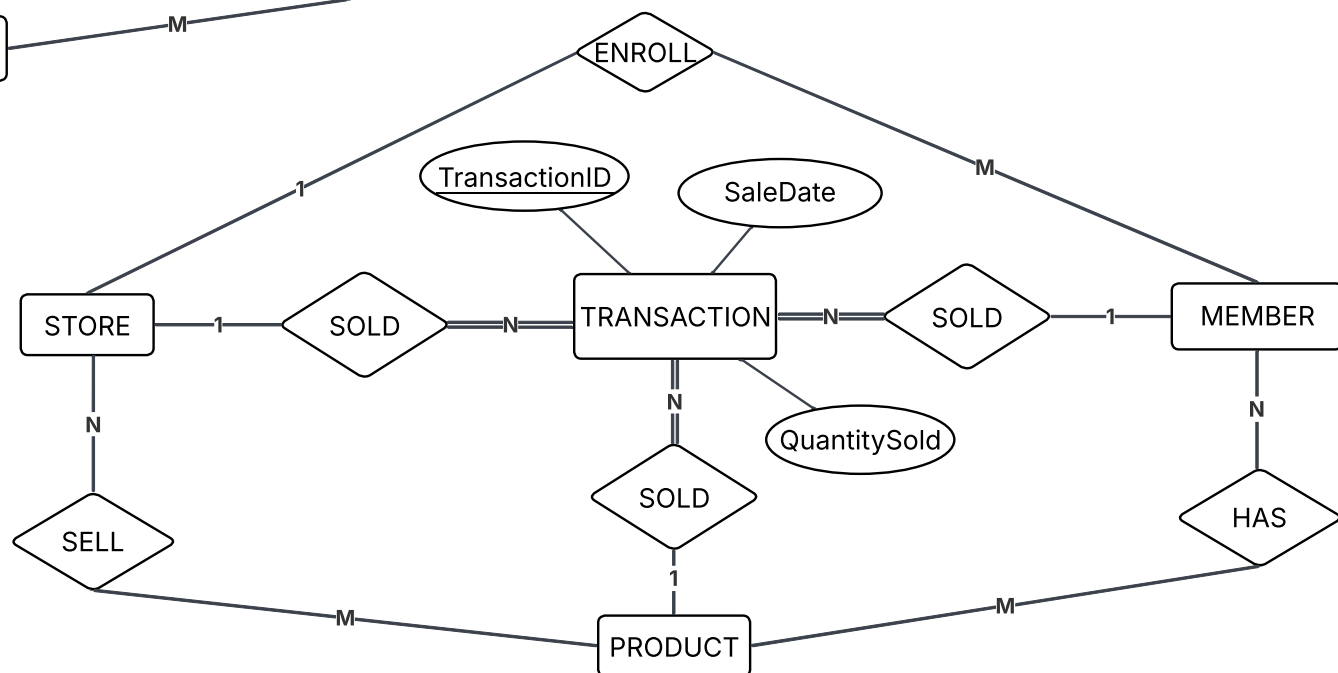 M
ENROLL
M
TransactionID
SaleDate
1
STORE
1
SOLD
N
TRANSACTION
N
SOLD
1
MEMBER
N
N
N
QuantitySold
SOLD
HAS
SELL
1
M
M
PRODUCT